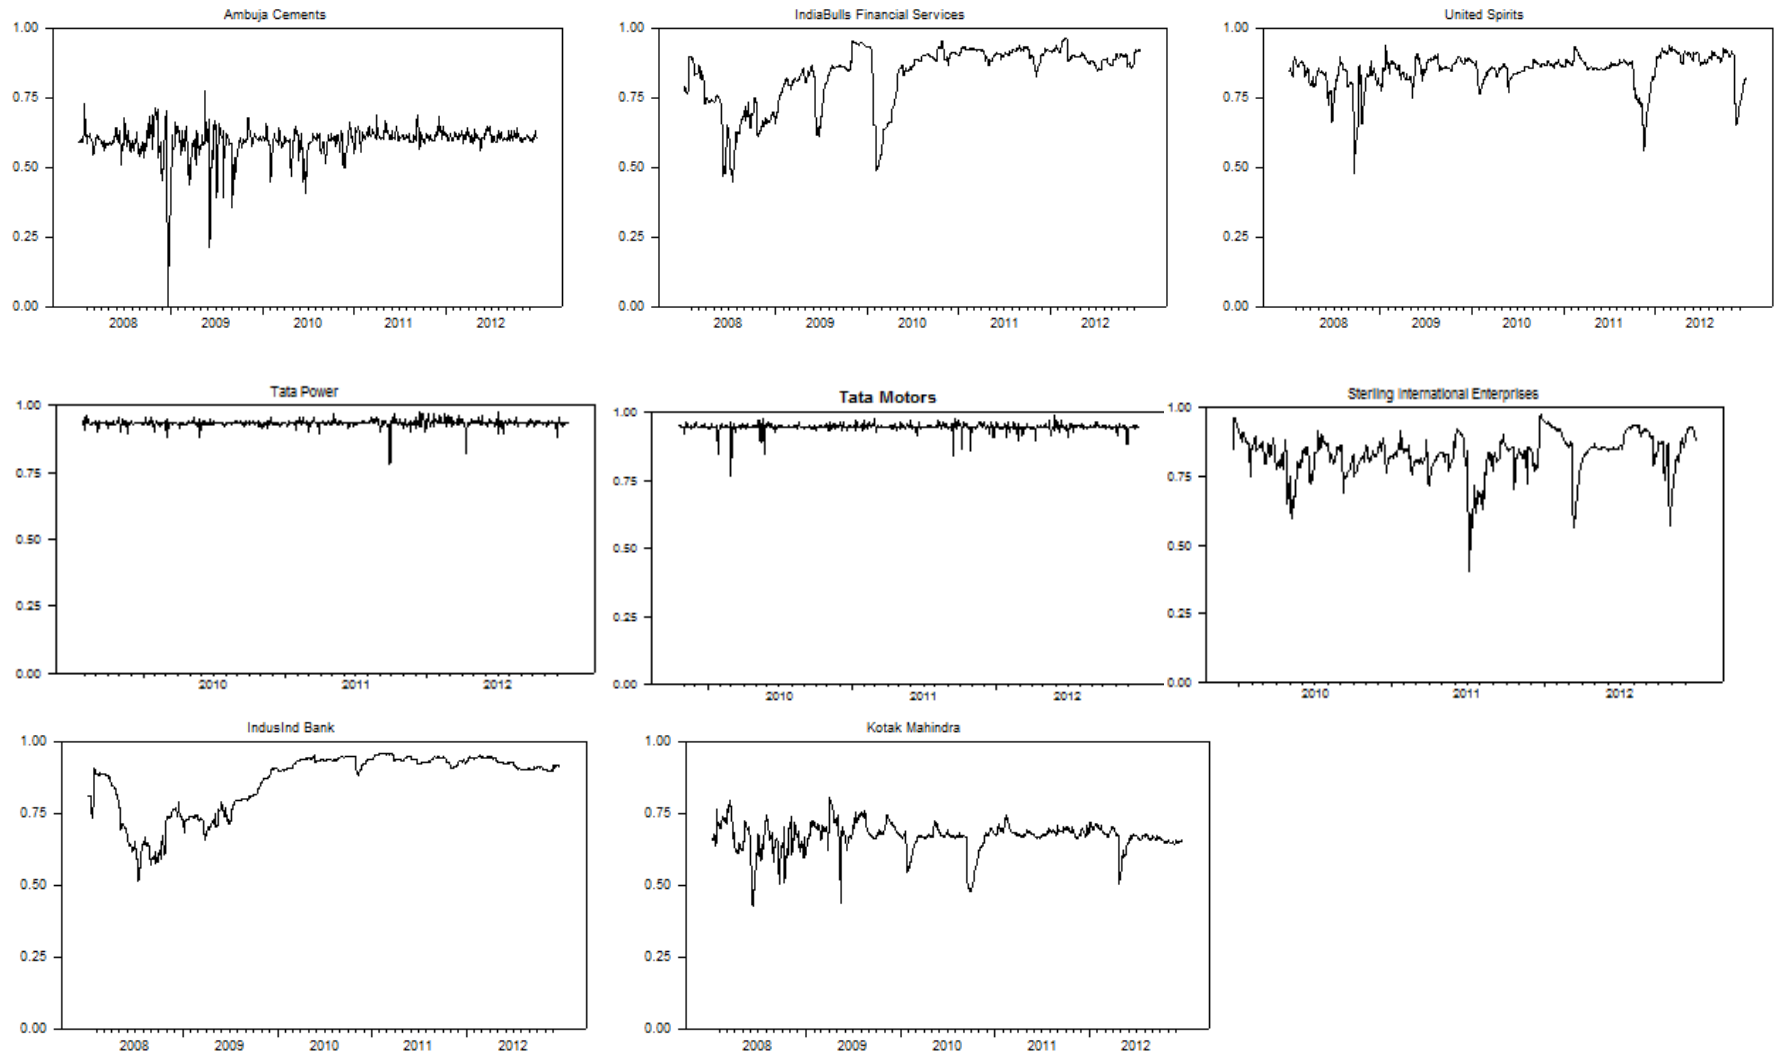 Ambuja Cements
1.00
0.75
0.50
0.25
0.00
2008 2009 2010 2011 2012
IndiaBulls Financial Services
1.00
0.75
0.50
0.25
0.00
2008 2009 2010 2011 2012
United Spirits
1.00
0.75
0.50
0.25
0.00
2008 2009 2010 2011 2012
Tata Power
1.00
0.75
0.50
0.25
0.00
2010 2011 2012
Tata Motors
1.00
0.75
0.50
0.25
0.00
2010 2011 2012
Sterling International Enterprises
1.00
0.75
0.50
0.25
0.00
2010 2011 2012
IndusInd Bank
1.00
0.75
0.50
0.25
0.00
2008 2009 2010 2011 2012
Kotak Mahindra
1.00
0.75
0.50
0.25
0.00
2008 2009 2010 2011 2012